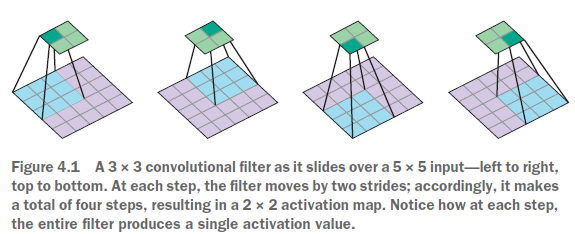 Figure 4.1 A 3 × 3 convolutional filter as it slides over a 5 × 5 input—left to right,
top to bottom. At each step, the filter moves by two strides; accordingly, it makes
a total of four steps, resulting in a 2 × 2 activation map. Notice how at each step,
the entire filter produces a single activation value.